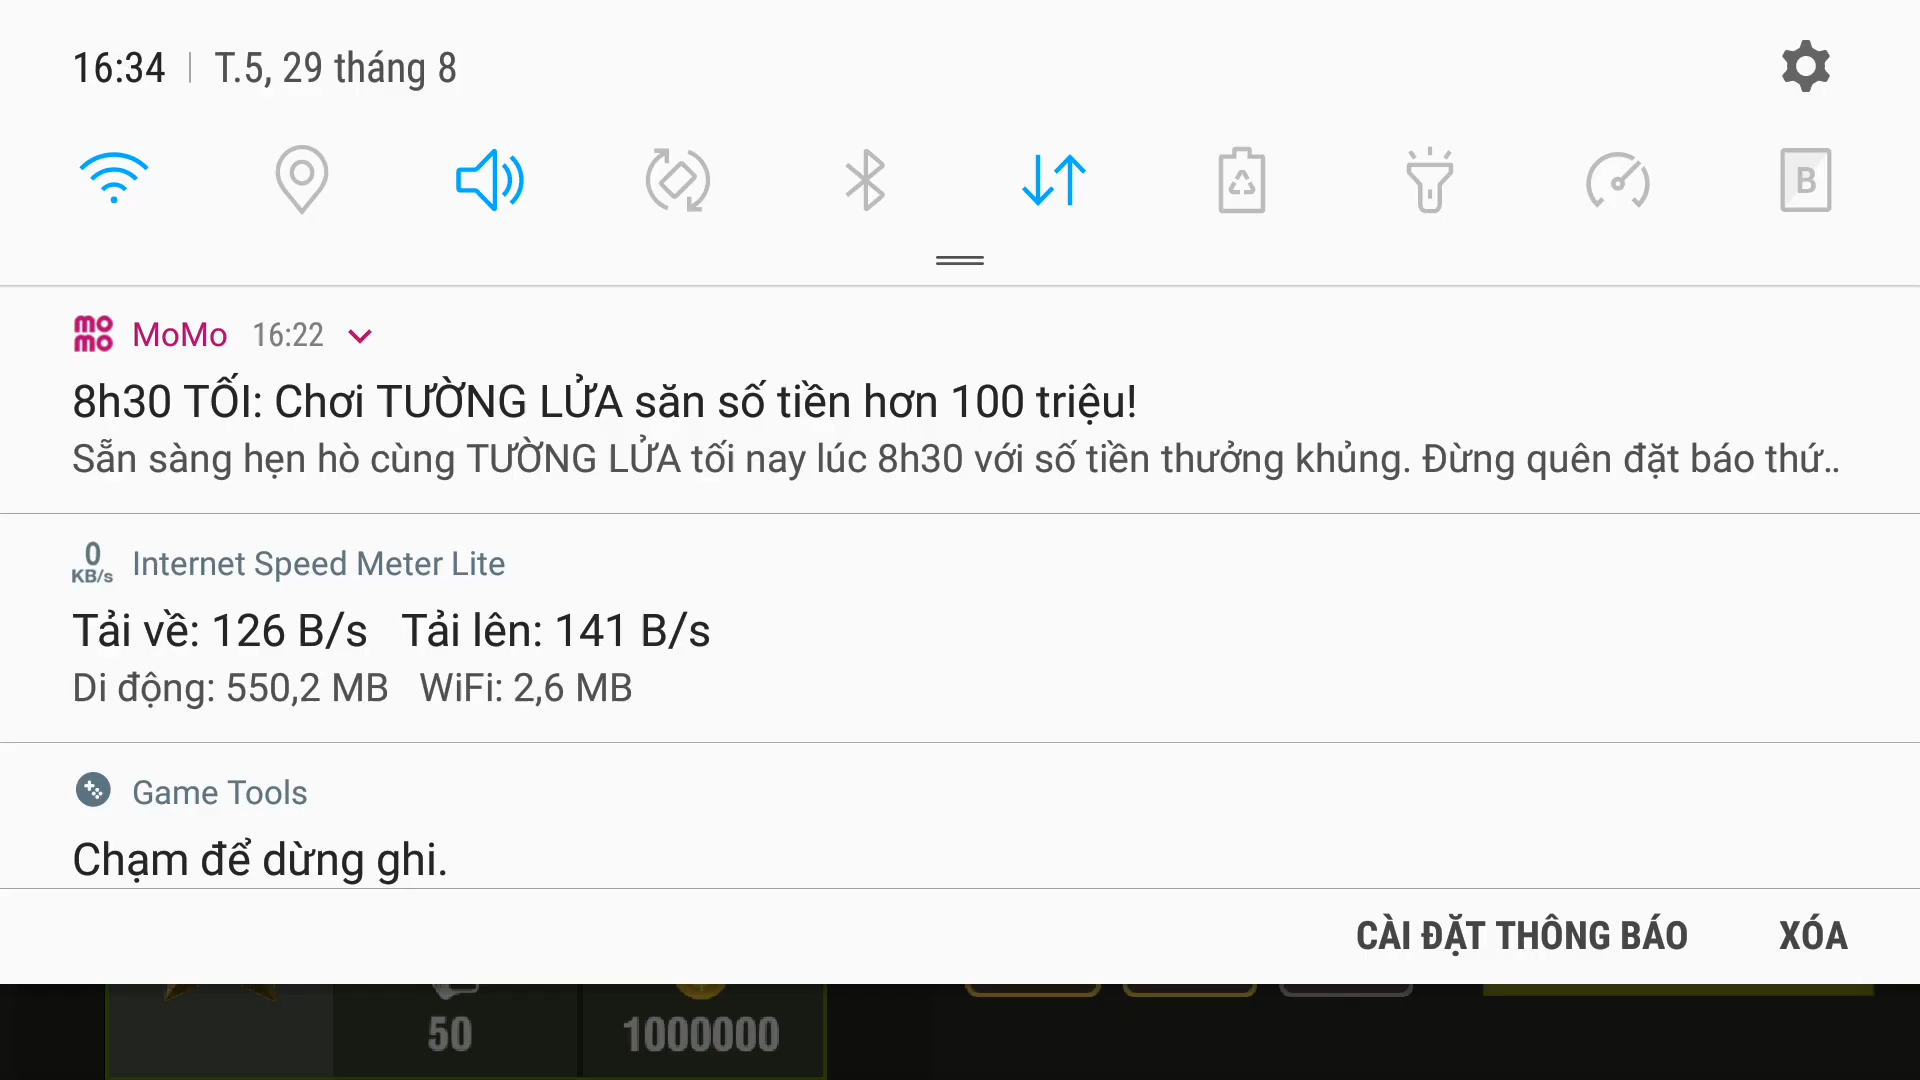 16:34 | T.5, 29 tháng 8
B
MOMO MoMo 16:22
8h30 TỐI: Chơi TƯỜNG LỬA săn số tiền hơn 100 triệu!
Sẵn sàng hẹn hò cùng TƯỜNG LỬA tối nay lúc 8h30 với số tiền thưởng khủng. Đừng quên đặt báo thứ..
0 KB/s Internet Speed Meter Lite
Tải về: 126 B/s Tải lên: 141 B/s
Di động: 550,2 MB WiFi: 2,6 MB
Game Tools
Chạm để dừng ghi.
CÀI ĐẶT THÔNG BÁO XÓA
50 1000000